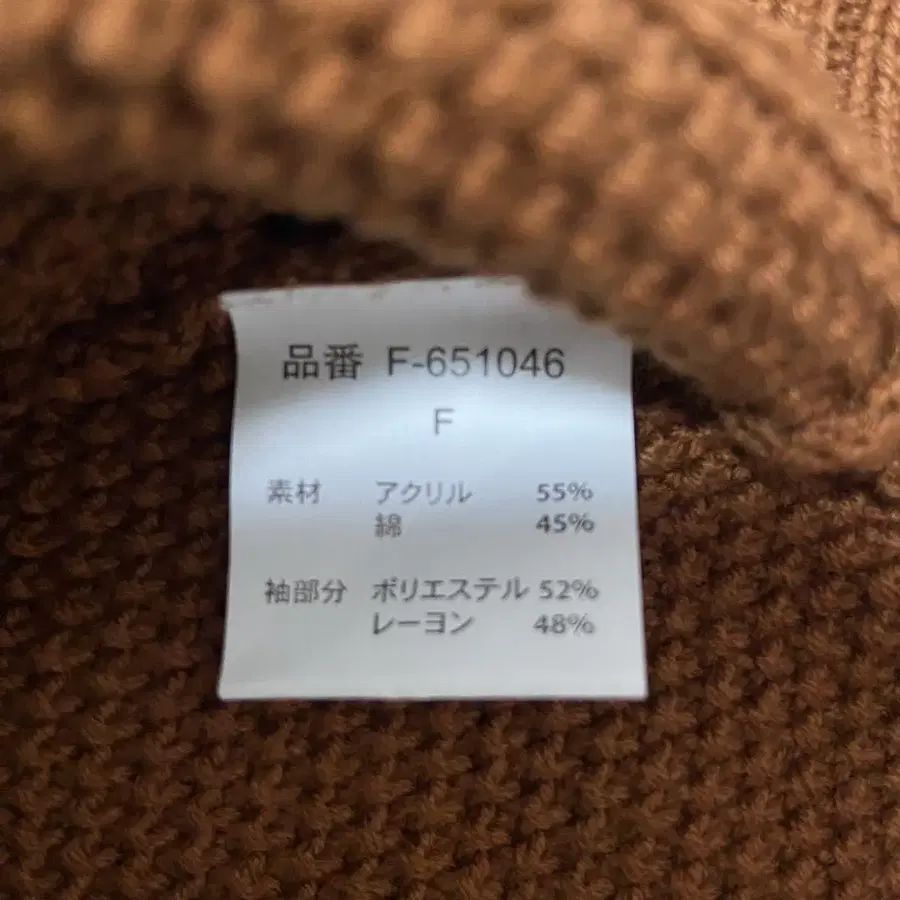 品番 F-651046
F
素材 アクリル 55%
綿 45%
袖部分 ポリエステル 52%
レーヨン 48%